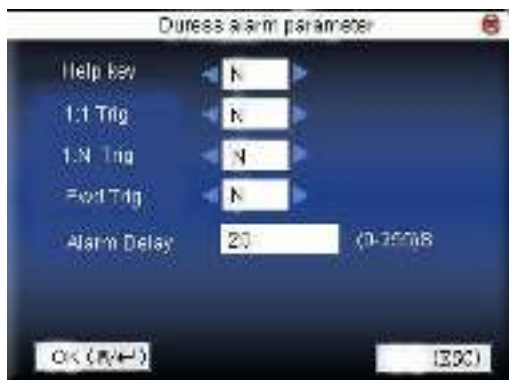 Duress alarm parameter
Help key N
1:1 Trig N
1:N Trig N
Pwd Trig N
Alarm Delay 20 (0-255)S
OK (M/↵) (ESC)